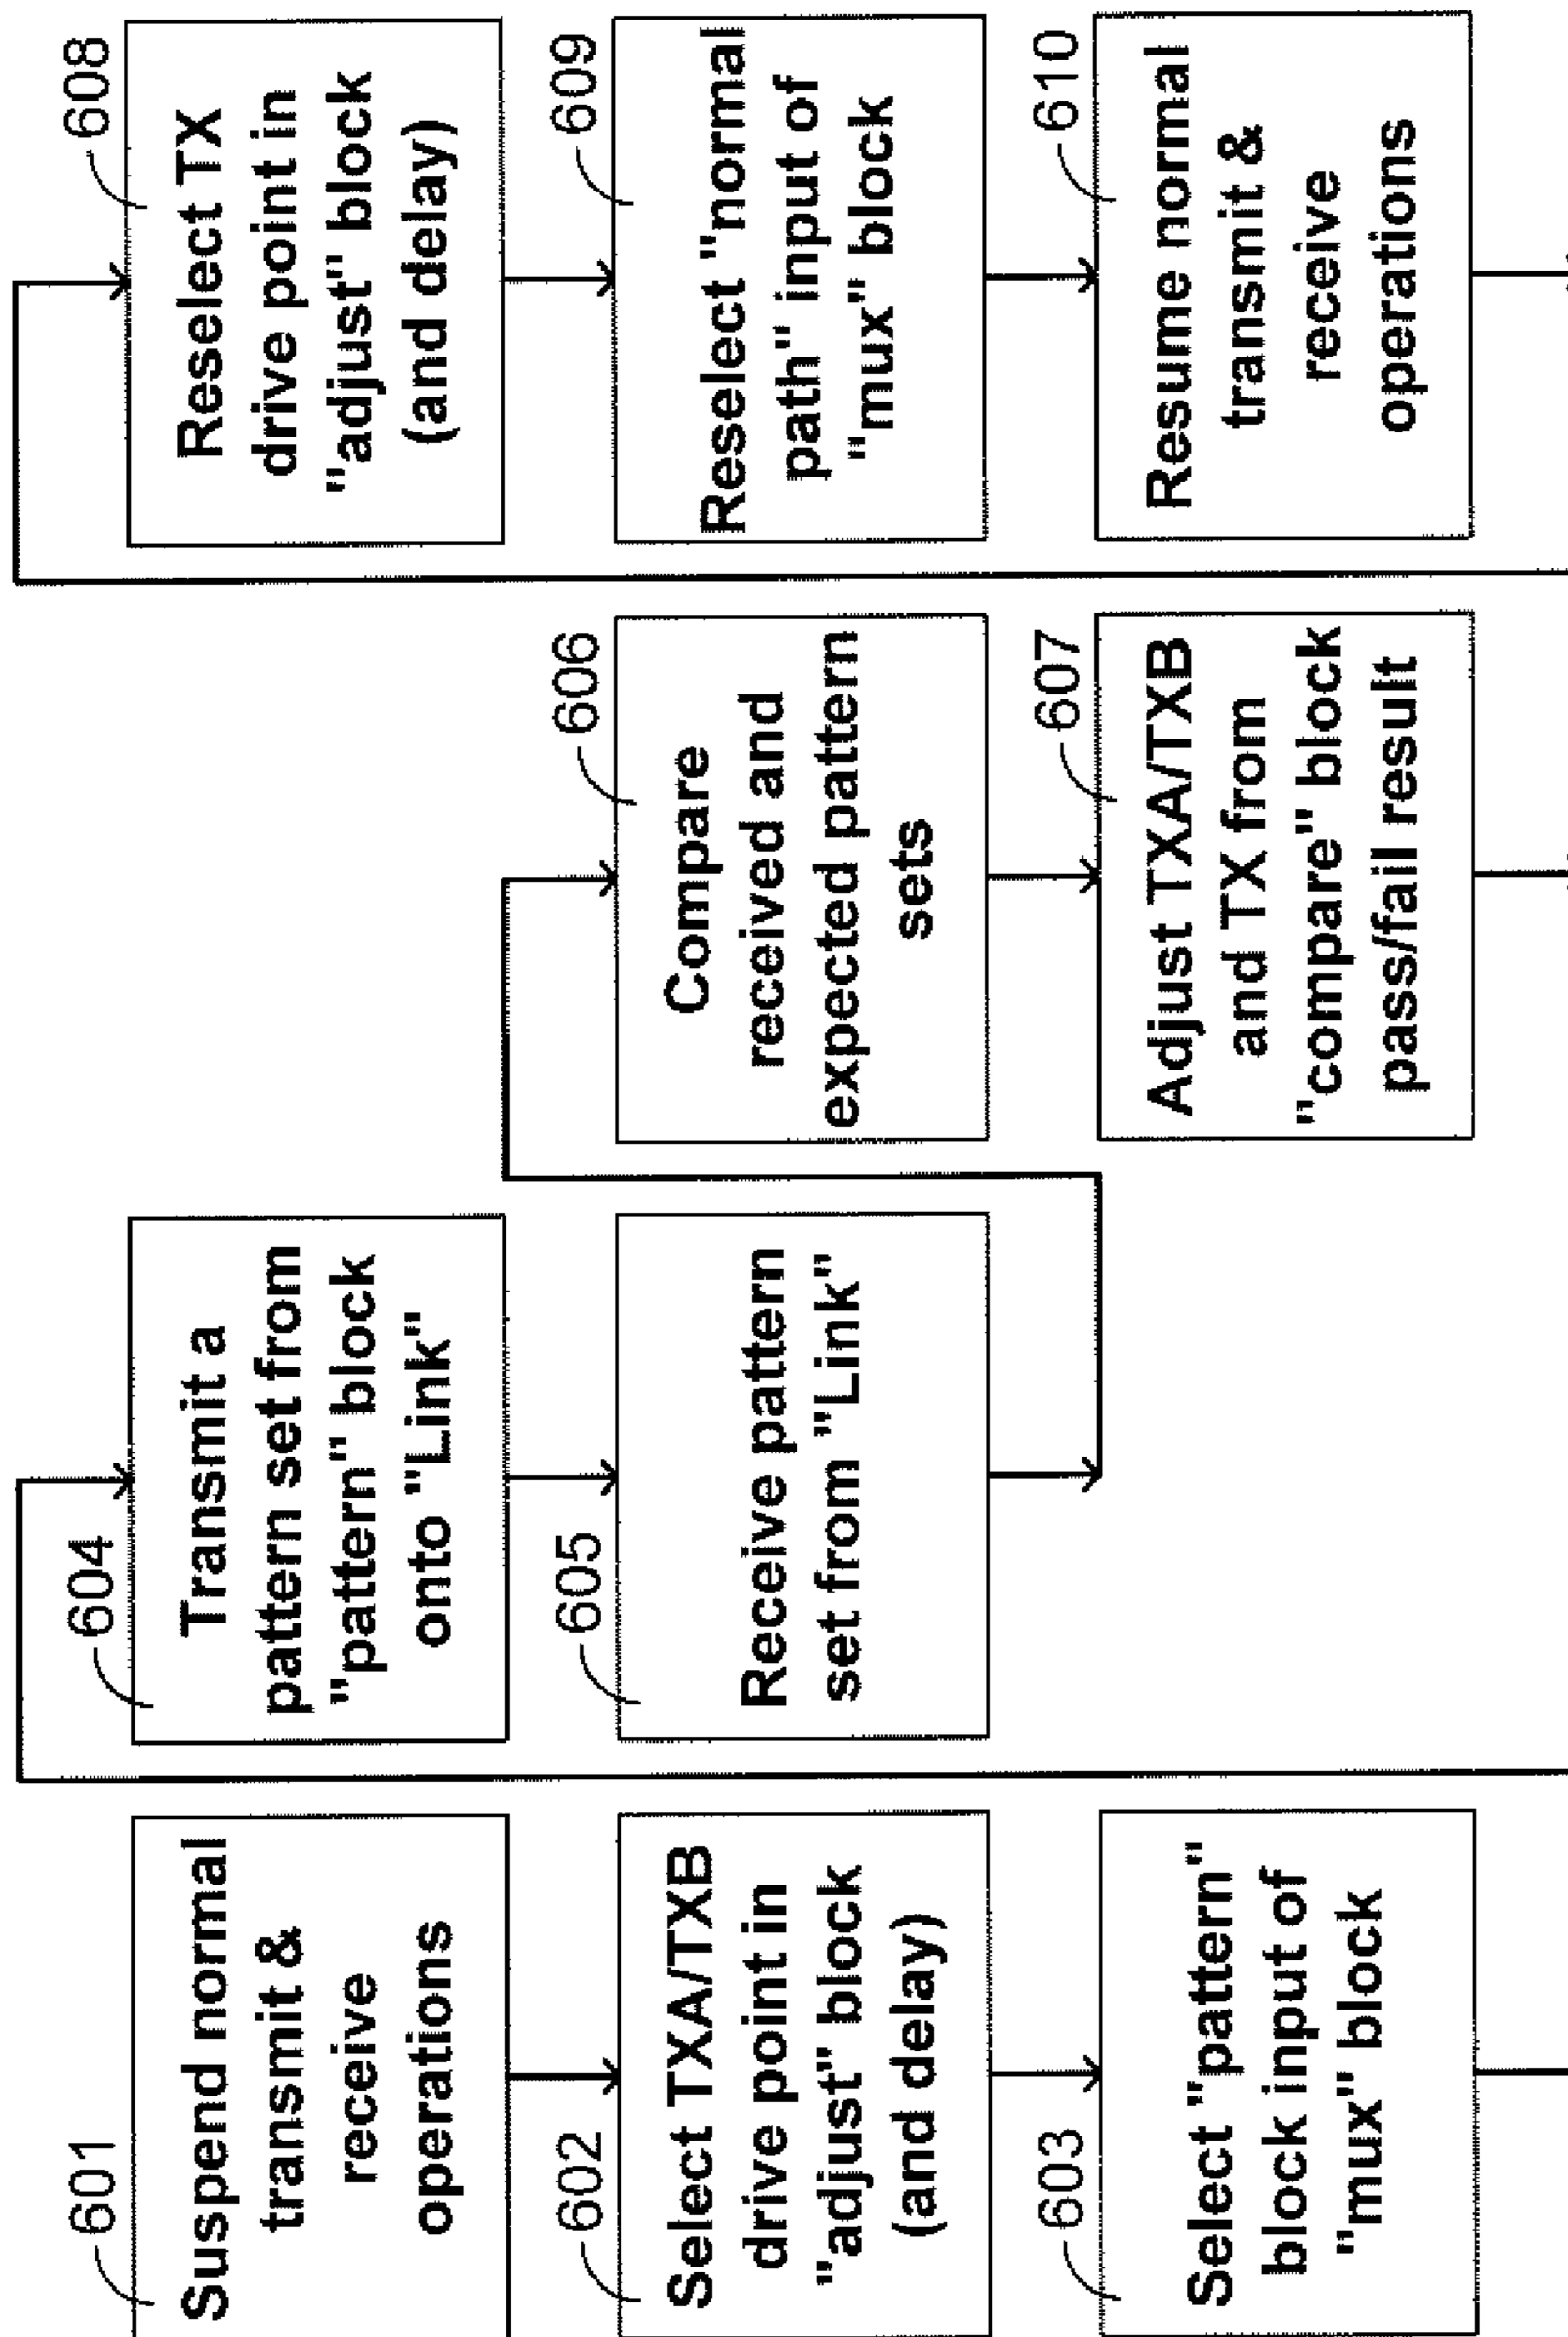 601
Suspend normal
transmit &
receive
operations
602
Select TXA/TXB
drive point in
"adjust" block
(and delay)
603
Select "pattern"
block input of
"mux" block
604
Transmit a
pattern set from
"pattern" block
onto "Link"
605
Receive pattern
set from "Link"
606
Compare
received and
expected pattern
sets
607
Adjust TXA/TXB
and TX from
"compare" block
pass/fail result
608
Reselect TX
drive point in
"adjust" block
(and delay)
609
Reselect "normal
path" input of
"mux" block
610
Resume normal
transmit &
receive
operations